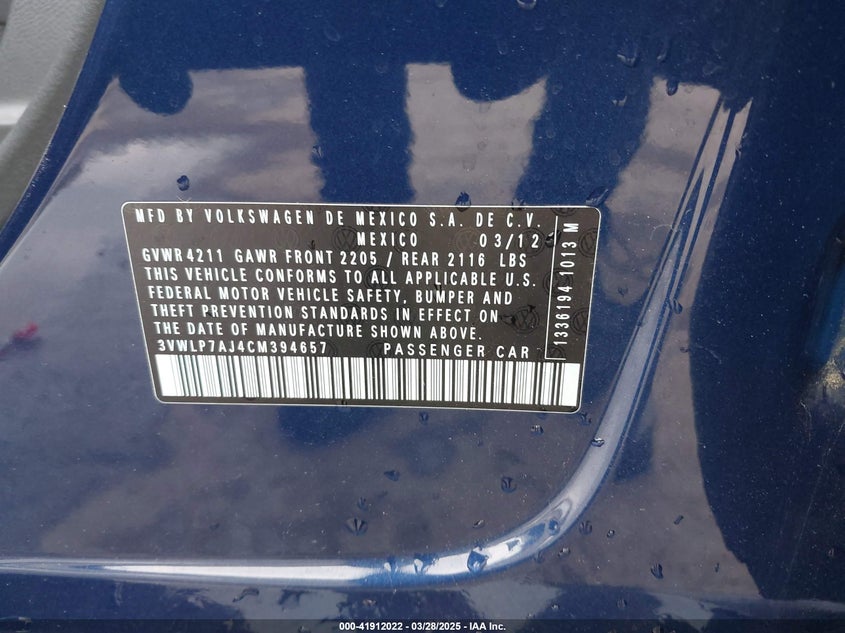 MFD BY VOLKSWAGEN DE MEXICO S.A. DE C.V.
MEXICO 03/12
GVWR 4211 GAWR FRONT 2205 / REAR 2116 LBS
THIS VEHICLE CONFORMS TO ALL APPLICABLE U.S.
FEDERAL MOTOR VEHICLE SAFETY, BUMPER AND
THEFT PREVENTION STANDARDS IN EFFECT ON
THE DATE OF MANUFACTURE SHOWN ABOVE.
3VWLP7AJ4CM394657 PASSENGER CAR
1336194 1013 M
000-41912022 | 03/28/2025 - IAA Inc.